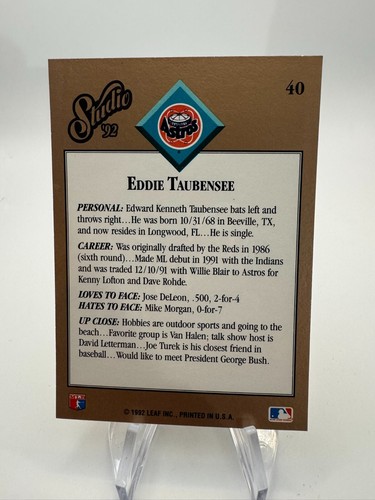 Studio
'92
40
Astros
EDDIE TAUBENSEE
PERSONAL: Edward Kenneth Taubensee bats left and
throws right...He was born 10/31/68 in Beeville, TX,
and now resides in Longwood, FL...He is single.
CAREER: Was originally drafted by the Reds in 1986
(sixth round)...Made ML debut in 1991 with the Indians
and was traded 12/10/91 with Willie Blair to Astros for
Kenny Lofton and Dave Rohde.
LOVES TO FACE: Jose DeLeon, .500, 2-for-4
HATES TO FACE: Mike Morgan, 0-for-7
UP CLOSE: Hobbies are outdoor sports and going to the
beach...Favorite group is Van Halen; talk show host is
David Letterman...Joe Turek is his closest friend in
baseball...Would like to meet President George Bush.
© 1992 LEAF INC., PRINTED IN U.S.A.